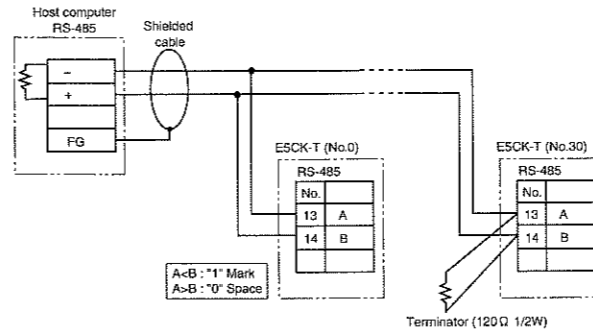 Host computer
RS-485
Shielded
cable
−
+
FG
E5CK-T (No.0)
RS-485
No.
13 A
14 B
E5CK-T (No.30)
RS-485
No.
13 A
14 B
A<B : "1" Mark
A>B : "0" Space
Terminator (120Ω 1/2W)